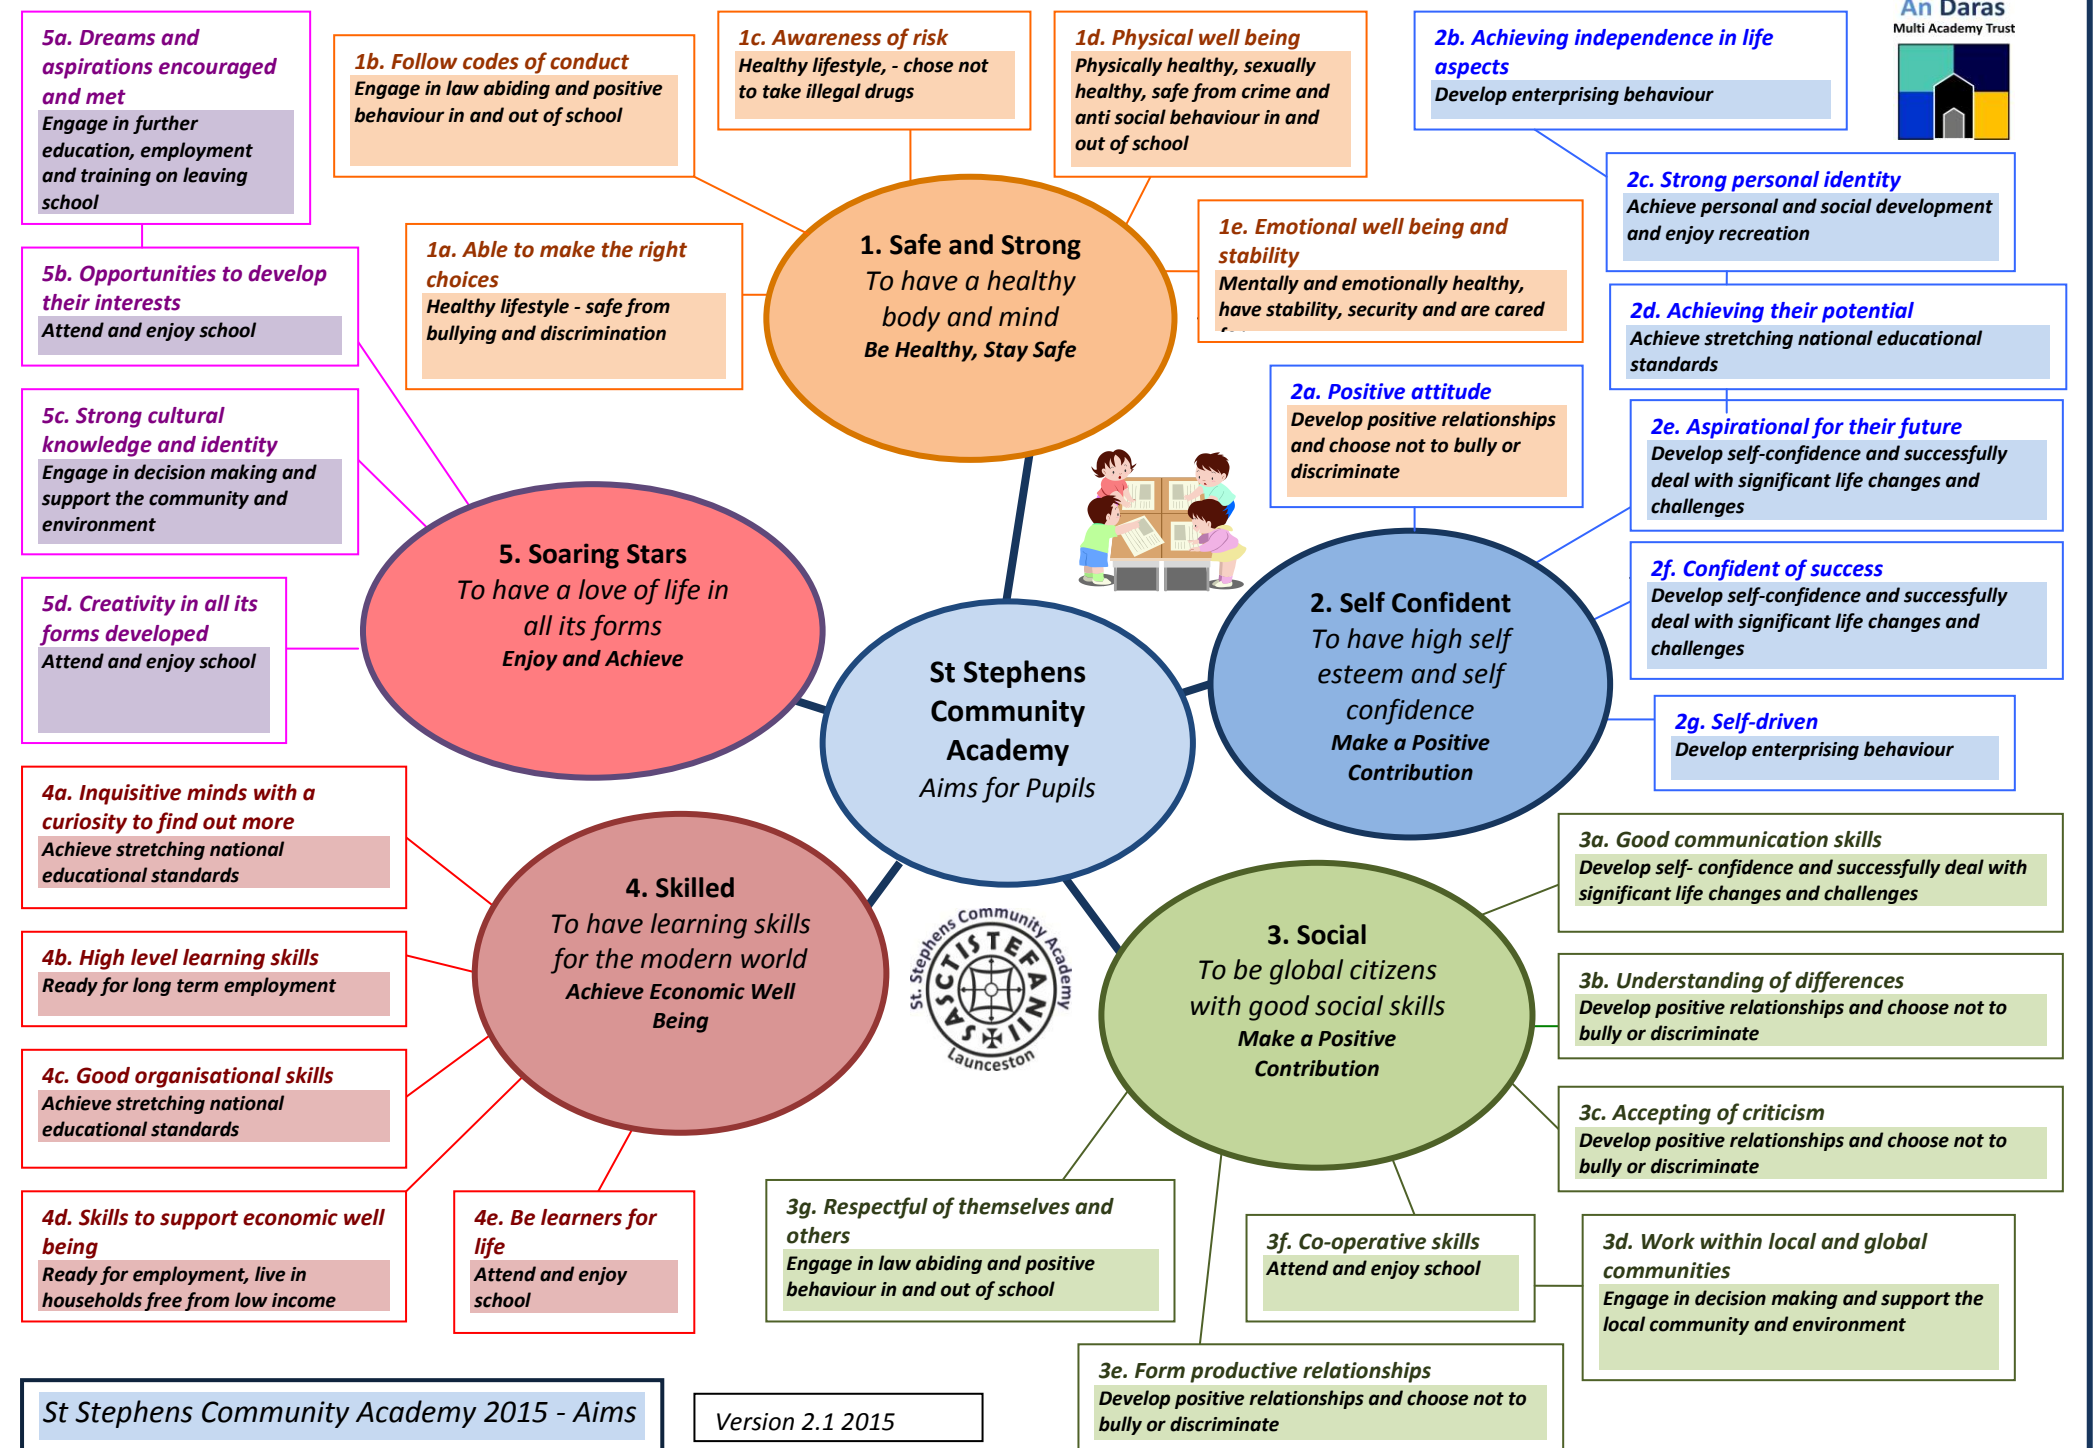 An Daras
Multi Academy Trust
5a. Dreams and
aspirations encouraged
and met
Engage in further
education, employment
and training on leaving
school
1b. Follow codes of conduct
Engage in law abiding and positive
behaviour in and out of school
1c. Awareness of risk
Healthy lifestyle, - chose not
to take illegal drugs
1d. Physical well being
Physically healthy, sexually
healthy, safe from crime and
anti social behaviour in and
out of school
2b. Achieving independence in life
aspects
Develop enterprising behaviour
2c. Strong personal identity
Achieve personal and social development
and enjoy recreation
1a. Able to make the right
choices
Healthy lifestyle - safe from
bullying and discrimination
1. Safe and Strong
To have a healthy
body and mind
Be Healthy, Stay Safe
1e. Emotional well being and
stability
Mentally and emotionally healthy,
have stability, security and are cared
5b. Opportunities to develop
their interests
Attend and enjoy school
2d. Achieving their potential
Achieve stretching national educational
standards
2a. Positive attitude
Develop positive relationships
and choose not to bully or
discriminate
5c. Strong cultural
knowledge and identity
Engage in decision making and
support the community and
environment
2e. Aspirational for their future
Develop self-confidence and successfully
deal with significant life changes and
challenges
5. Soaring Stars
To have a love of life in
all its forms
Enjoy and Achieve
2f. Confident of success
Develop self-confidence and successfully
deal with significant life changes and
challenges
5d. Creativity in all its
forms developed
Attend and enjoy school
2. Self Confident
To have high self
esteem and self
confidence
Make a Positive
Contribution
St Stephens
Community
Academy
Aims for Pupils
2g. Self-driven
Develop enterprising behaviour
4a. Inquisitive minds with a
curiosity to find out more
Achieve stretching national
educational standards
4. Skilled
To have learning skills
for the modern world
Achieve Economic Well
Being
3a. Good communication skills
Develop self- confidence and successfully deal with
significant life changes and challenges
4b. High level learning skills
Ready for long term employment
St. Stephens Community Academy
SASCTISTEFANII
Launceston
3. Social
To be global citizens
with good social skills
Make a Positive
Contribution
3b. Understanding of differences
Develop positive relationships and choose not to
bully or discriminate
4c. Good organisational skills
Achieve stretching national
educational standards
3c. Accepting of criticism
Develop positive relationships and choose not to
bully or discriminate
4d. Skills to support economic well
being
Ready for employment, live in
households free from low income
4e. Be learners for
life
Attend and enjoy
school
3g. Respectful of themselves and
others
Engage in law abiding and positive
behaviour in and out of school
3f. Co-operative skills
Attend and enjoy school
3d. Work within local and global
communities
Engage in decision making and support the
local community and environment
3e. Form productive relationships
Develop positive relationships and choose not to
bully or discriminate
St Stephens Community Academy 2015 - Aims
Version 2.1 2015